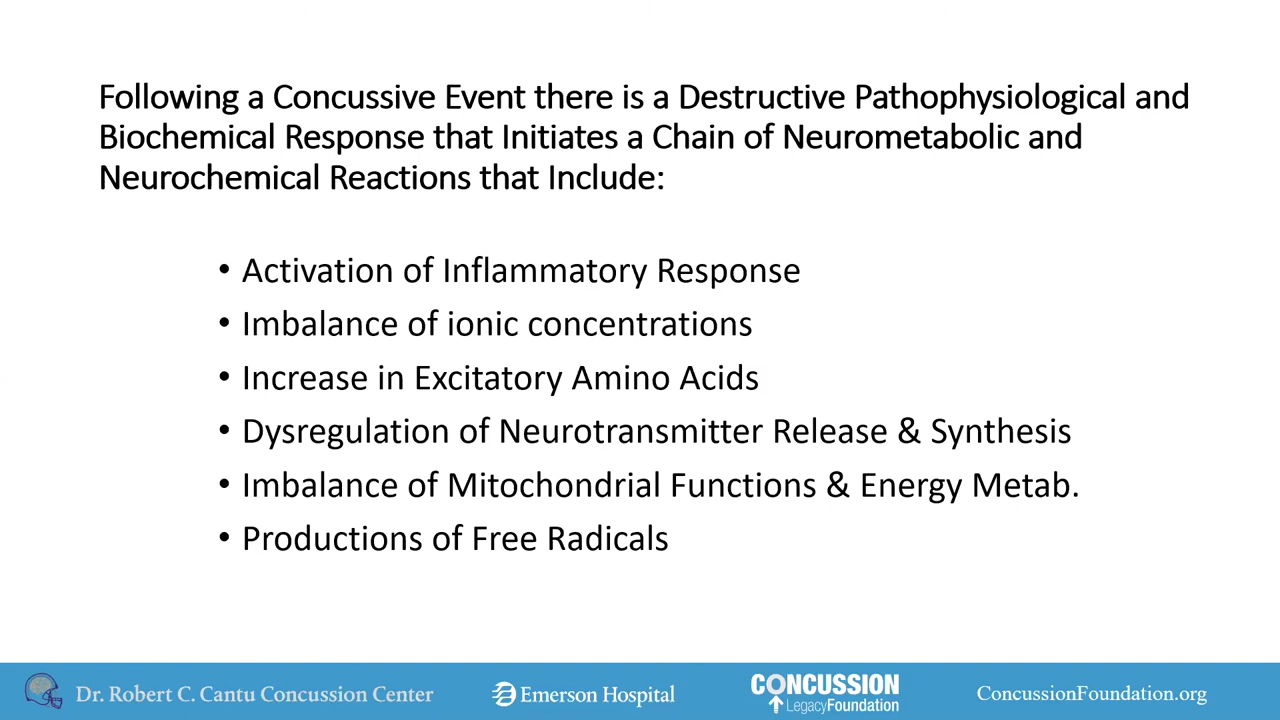 Following a Concussive Event there is a Destructive Pathophysiological and
Biochemical Response that Initiates a Chain of Neurometabolic and
Neurochemical Reactions that Include:
• Activation of Inflammatory Response
• Imbalance of ionic concentrations
• Increase in Excitatory Amino Acids
• Dysregulation of Neurotransmitter Release & Synthesis
• Imbalance of Mitochondrial Functions & Energy Metab.
• Productions of Free Radicals
Dr. Robert C. Cantu Concussion Center
Emerson Hospital
CONCUSSION
LegacyFoundation
ConcussionFoundation.org